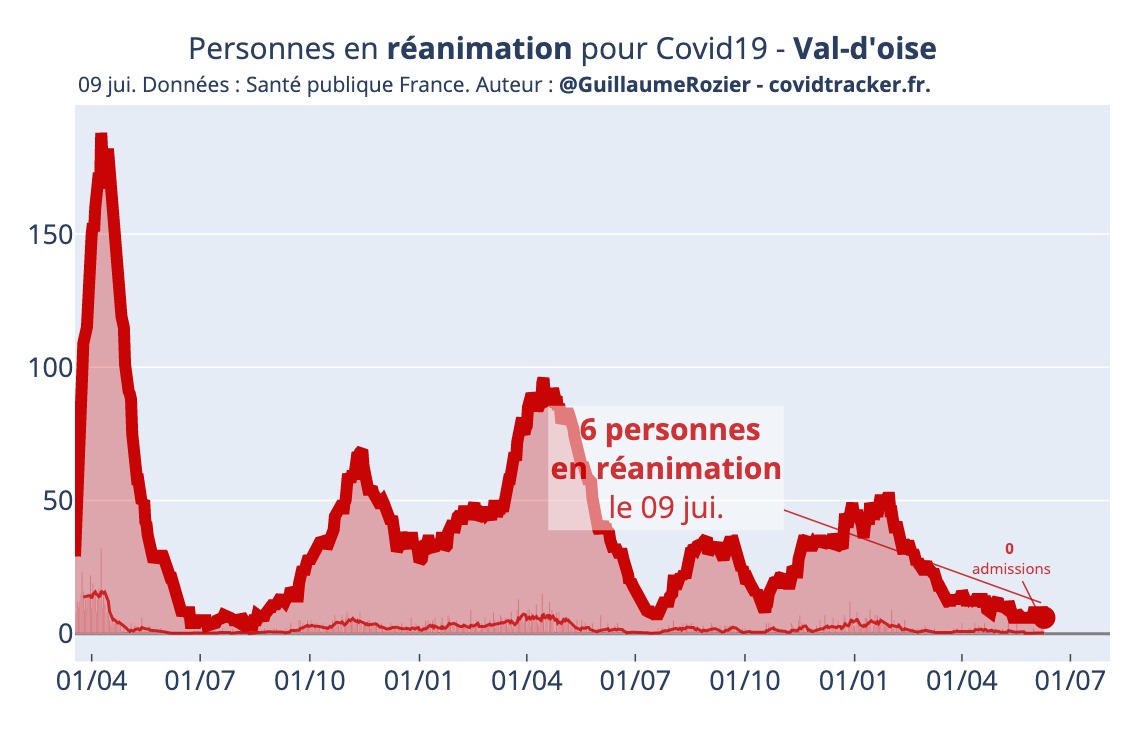 Personnes en réanimation pour Covid19 - Val-d'oise
09 jui. Données : Santé publique France. Auteur : @GuillaumeRozier - covidtracker.fr.
150
100
50
0
6 personnes
en réanimation
le 09 jui.
0
admissions
01/04 01/07 01/10 01/01 01/04 01/07 01/10 01/01 01/04 01/07